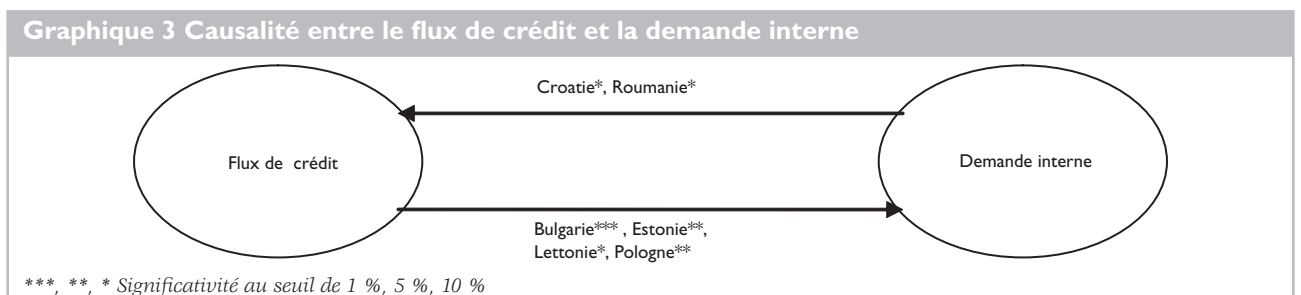 Graphique 3 Causalité entre le flux de crédit et la demande interne
Croatie*, Roumanie*
Flux de crédit
Demande interne
Bulgarie*** , Estonie**,
Lettonie*, Pologne**
***, **, * Significativité au seuil de 1 %, 5 %, 10 %